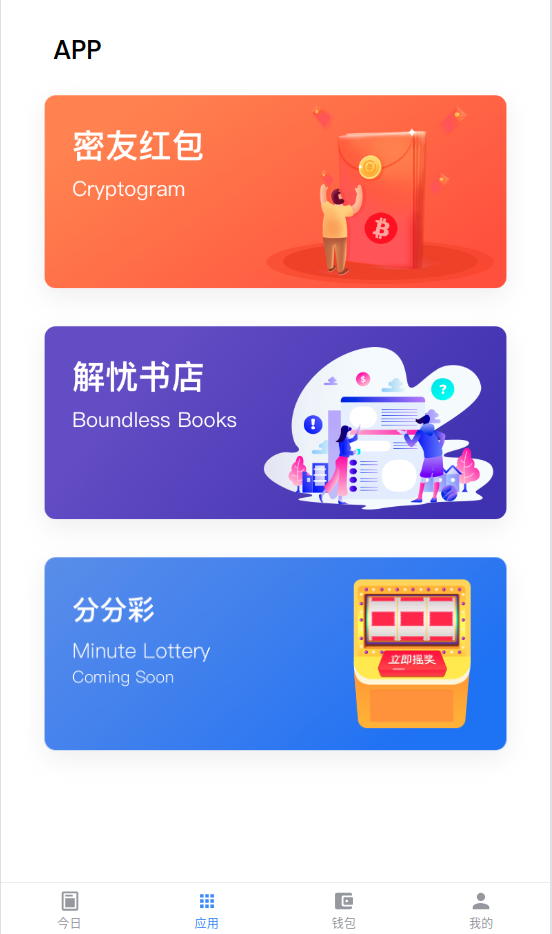 APP
密友红包
Cryptogram
解忧书店
Boundless Books
分分彩
Minute Lottery
Coming Soon
立即摇奖
今日
应用
钱包
我的